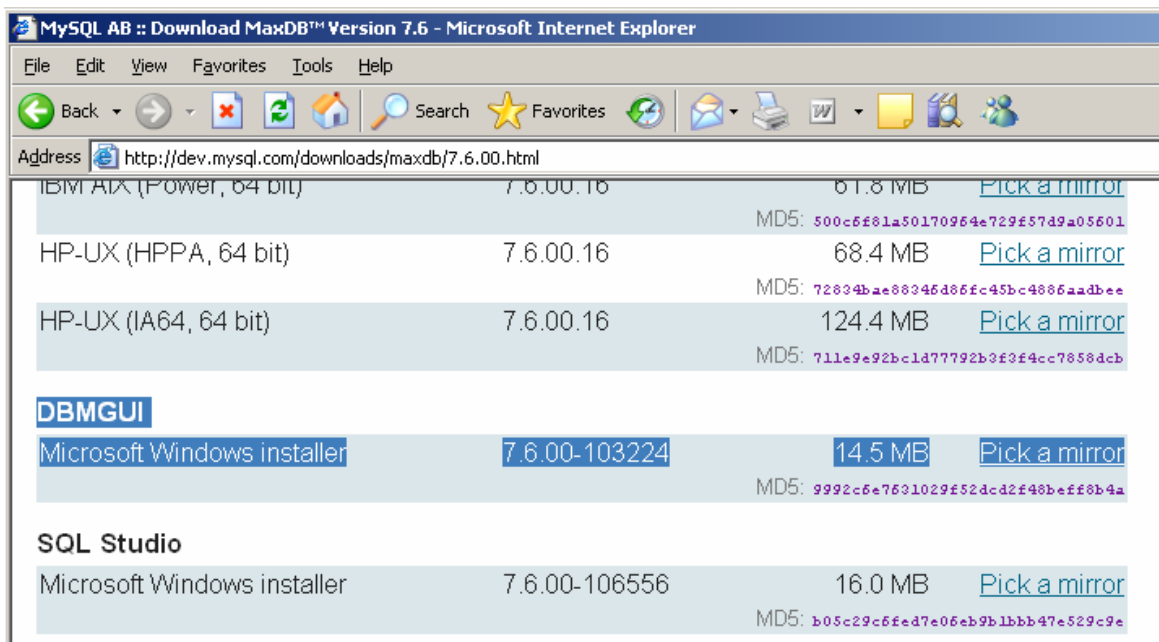 MySQL AB :: Download MaxDB™ Version 7.6 - Microsoft Internet Explorer
File Edit View Favorites Tools Help
Back Search Favorites
Address http://dev.mysql.com/downloads/maxdb/7.6.00.html
IBM AIX (Power, 64 bit) 7.6.00.16 61.8 MB Pick a mirror
MD5: 500c6f81a50170964e729f57d9a05601
HP-UX (HPPA, 64 bit) 7.6.00.16 68.4 MB Pick a mirror
MD5: 72834bae88346d86fc45bc4886aadbee
HP-UX (IA64, 64 bit) 7.6.00.16 124.4 MB Pick a mirror
MD5: 711e9e92bc1d77792b3f3f4cc7858dcb
DBMGUI
Microsoft Windows installer 7.6.00-103224 14.5 MB Pick a mirror
MD5: 9992c6e7631029f52dcd2f48beff8b4a
SQL Studio
Microsoft Windows installer 7.6.00-106556 16.0 MB Pick a mirror
MD5: b05c29c6fed7e06eb9b1bbb47e529c9e